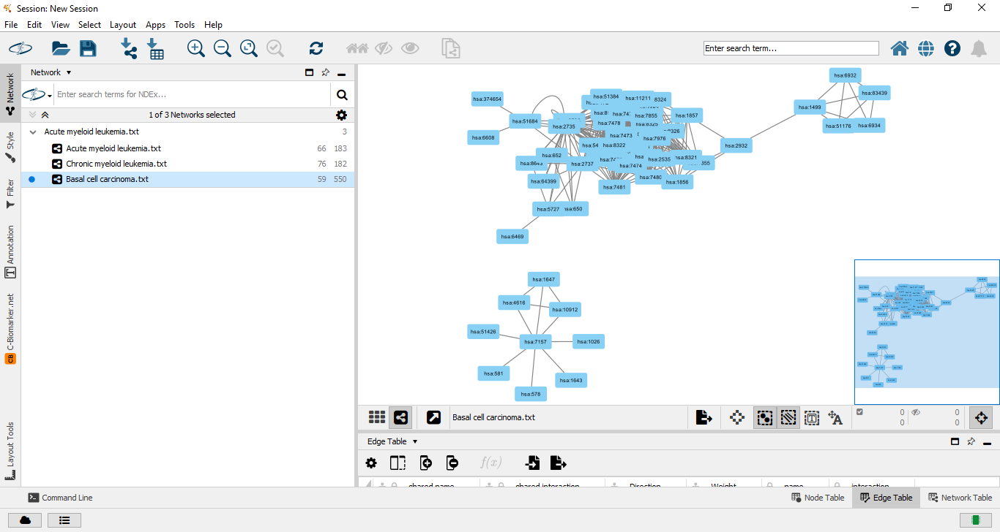 Session: New Session
File Edit View Select Layout Apps Tools Help
Enter search term...
Network
Style
Filter
Annotation
CB C-Biomarker.net
Layout Tools
Network
Enter search terms for NDEx...
1 of 3 Networks selected
Acute myeloid leukemia.txt 3
Acute myeloid leukemia.txt 66 183
Chronic myeloid leukemia.txt 76 182
Basal cell carcinoma.txt 59 550
hsa:6932
hsa:83439
hsa:1499
hsa:51176
hsa:6934
hsa:2932
hsa:374654
hsa:51684
hsa:6608
hsa:51384
hsa:11211
8324
hsa:7855
hsa:1857
hsa:2735
hsa:7478
hsa:8325
8326
hsa:7473
hsa:7976
hsa:8322
hsa:652
hsa:8643
hsa:2737
hsa:7474
hsa:2535
hsa:8321
hsa:64399
hsa:7480
hsa:1856
hsa:7481
hsa:5727
hsa:650
hsa:6469
hsa:1647
hsa:4616
hsa:10912
hsa:51426
hsa:7157
hsa:1026
hsa:581
hsa:1643
hsa:578
Basal cell carcinoma.txt
0 0
0 0
Edge Table
f(x)
shared name shared interaction Direction Weight name interaction
Command Line
Node Table Edge Table Network Table